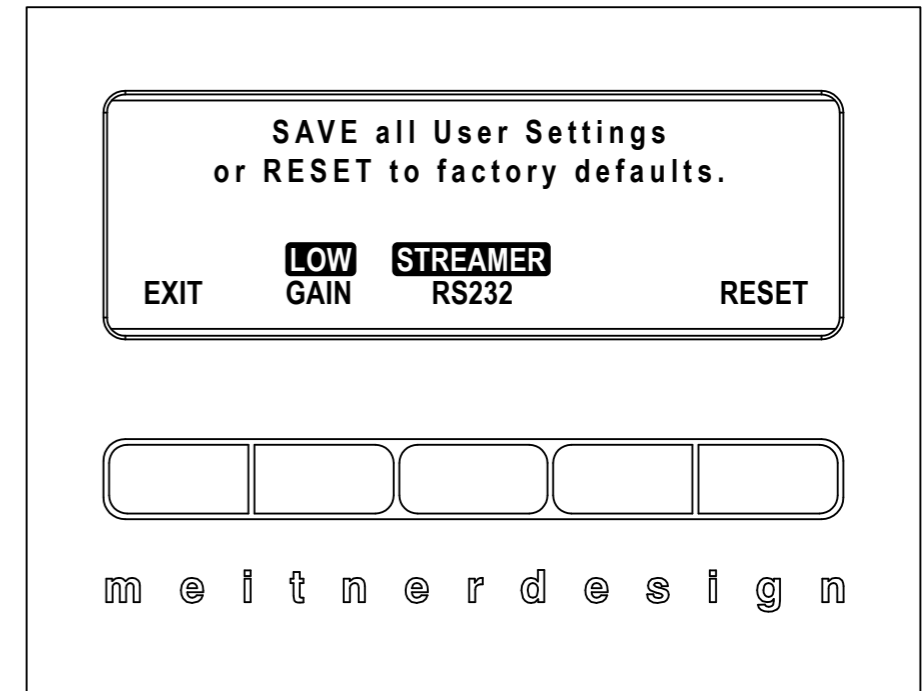 SAVE all User Settings
or RESET to factory defaults.
LOW STREAMER
EXIT GAIN RS232 RESET
meitnerdesign